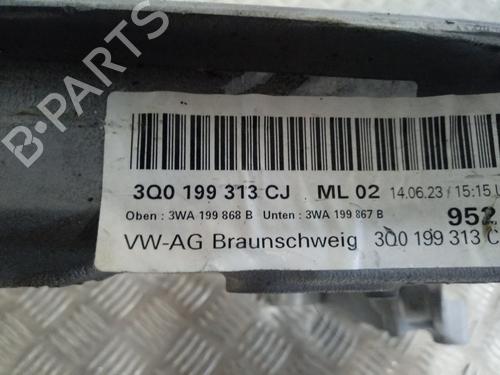 B-PARTS
3Q0 199 313 CJ ML 02 14.06.23 / 15:15
Oben : 3WA 199 868 B Unten : 3WA 199 867 B 952
VW-AG Braunschweig 3Q0 199 313 C